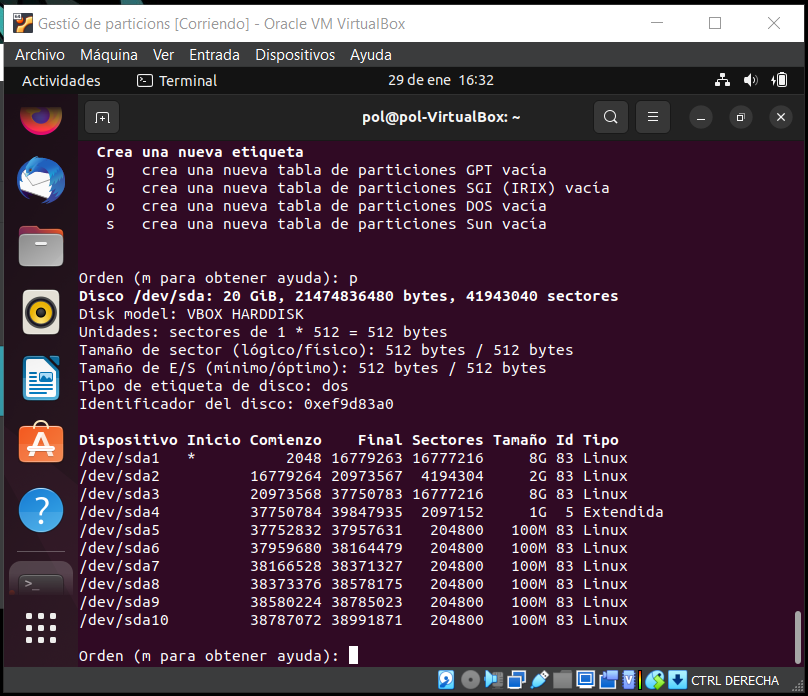 Gestió de particions [Corriendo] - Oracle VM VirtualBox
Archivo Máquina Ver Entrada Dispositivos Ayuda
Actividades Terminal 29 de ene 16:32
pol@pol-VirtualBox: ~
Crea una nueva etiqueta
g crea una nueva tabla de particiones GPT vacía
G crea una nueva tabla de particiones SGI (IRIX) vacía
o crea una nueva tabla de particiones DOS vacía
s crea una nueva tabla de particiones Sun vacía
Orden (m para obtener ayuda): p
Disco /dev/sda: 20 GiB, 21474836480 bytes, 41943040 sectores
Disk model: VBOX HARDDISK
Unidades: sectores de 1 * 512 = 512 bytes
Tamaño de sector (lógico/físico): 512 bytes / 512 bytes
Tamaño de E/S (mínimo/óptimo): 512 bytes / 512 bytes
Tipo de etiqueta de disco: dos
Identificador del disco: 0xef9d83a0
Dispositivo Inicio Comienzo Final Sectores Tamaño Id Tipo
/dev/sda1 * 2048 16779263 16777216 8G 83 Linux
/dev/sda2 16779264 20973567 4194304 2G 83 Linux
/dev/sda3 20973568 37750783 16777216 8G 83 Linux
/dev/sda4 37750784 39847935 2097152 1G 5 Extendida
/dev/sda5 37752832 37957631 204800 100M 83 Linux
/dev/sda6 37959680 38164479 204800 100M 83 Linux
/dev/sda7 38166528 38371327 204800 100M 83 Linux
/dev/sda8 38373376 38578175 204800 100M 83 Linux
/dev/sda9 38580224 38785023 204800 100M 83 Linux
/dev/sda10 38787072 38991871 204800 100M 83 Linux
Orden (m para obtener ayuda):
CTRL DERECHA